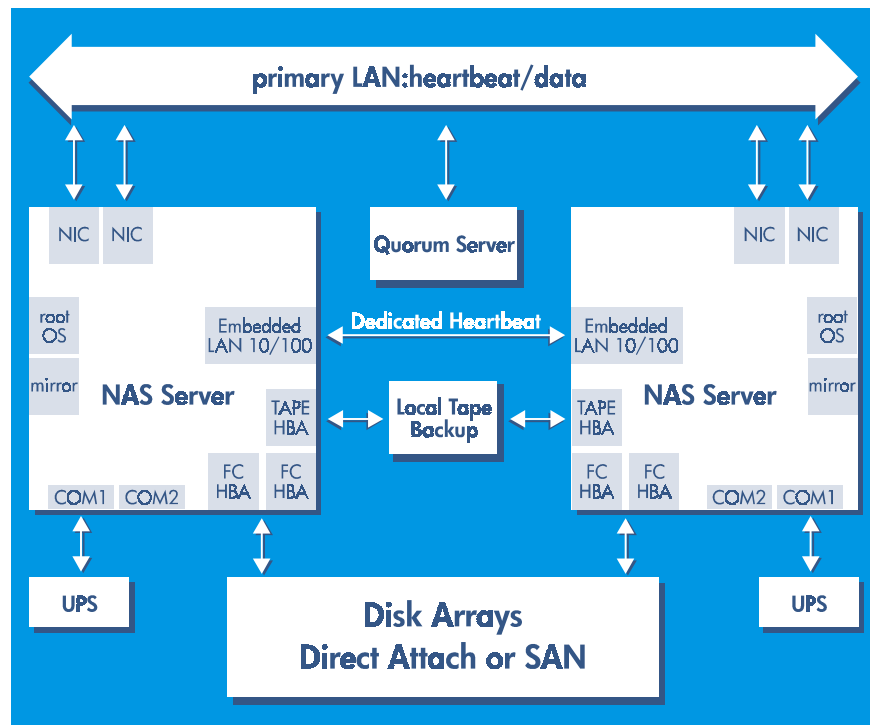 primary LAN:heartbeat/data
NIC
NIC
NIC
NIC
Quorum Server
root
OS
Embedded
LAN 10/100
Dedicated Heartbeat
Embedded
LAN 10/100
root
OS
mirror
NAS Server
TAPE
HBA
Local Tape
Backup
TAPE
HBA
NAS Server
mirror
FC
HBA
FC
HBA
FC
HBA
FC
HBA
COM1
COM2
COM2
COM1
UPS
Disk Arrays
Direct Attach or SAN
UPS